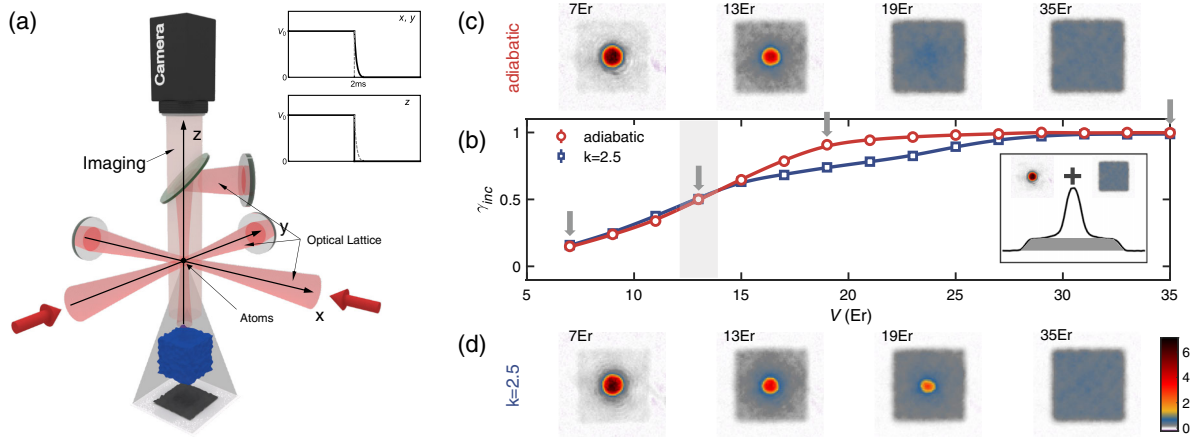 (a)
Camera
z
Imaging
y
Optical Lattice
Atoms
x
x, y
V0
0
2ms
z
V0
0
(c)
adiabatic
7Er
13Er
19Er
35Er
(b)
adiabatic
k=2.5
γinc
1
0.5
0
5
10
15
20
25
30
35
V (Er)
+
(d)
k=2.5
7Er
13Er
19Er
35Er
6
4
2
0